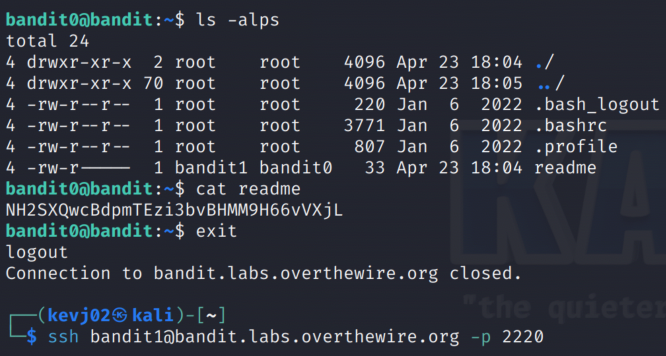 bandit0@bandit:~$ ls -alps
total 24
4 drwxr-xr-x  2 root    root    4096 Apr 23 18:04 ./
4 drwxr-xr-x 70 root    root    4096 Apr 23 18:05 ../
4 -rw-r--r--  1 root    root     220 Jan  6  2022 .bash_logout
4 -rw-r--r--  1 root    root    3771 Jan  6  2022 .bashrc
4 -rw-r--r--  1 root    root     807 Jan  6  2022 .profile
4 -rw-r-----  1 bandit1 bandit0   33 Apr 23 18:04 readme
bandit0@bandit:~$ cat readme
NH2SXQwcBdpmTEzi3bvBHMM9H66vVXjL
bandit0@bandit:~$ exit
logout
Connection to bandit.labs.overthewire.org closed.
KA
┌──(kevj02㉿kali)-[~]
"the quieter
└─$ ssh bandit1@bandit.labs.overthewire.org -p 2220